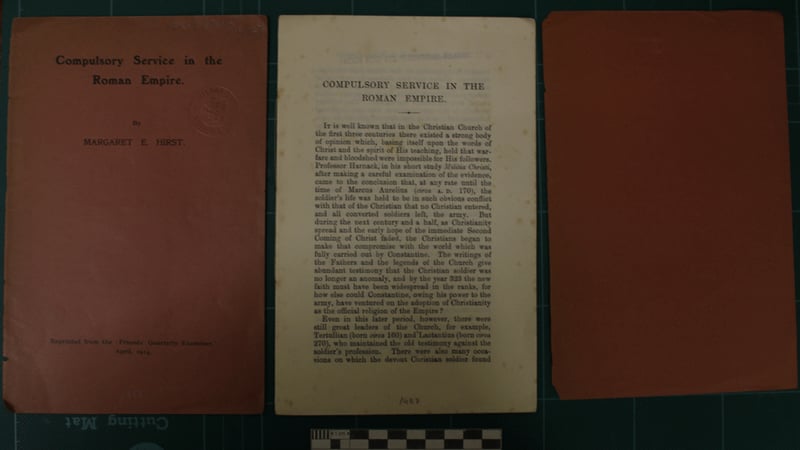 Compulsory Service in the
Roman Empire.
By
MARGARET E. HIRST.
Reprinted from the Friends' Quarterly Examiner,
April, 1914.
COMPULSORY SERVICE IN THE
ROMAN EMPIRE.
IT is well known that in the Christian Church of
the first three centuries there existed a strong body
of opinion which, basing itself upon the words of
Christ and the spirit of His teaching, held that war-
fare and bloodshed were impossible for His followers.
Professor Harnack, in his short study Militia Christi,
after making a careful examination of the evidence,
came to the conclusion that, at any rate until the
time of Marcus Aurelius (circa A. D. 170), the
soldier's life was held to be in such obvious conflict
with that of the Christian that no Christian entered,
and all converted soldiers left, the army. But
during the next century and a half, as Christianity
spread and the early hope of the immediate Second
Coming of Christ faded, the Christians began to
make that compromise with the world which was
fully carried out by Constantine. The writings of
the Fathers and the legends of the Church give
abundant testimony that the Christian soldier was
no longer an anomaly, and by the year 323 the new
faith must have been widespread in the ranks, for
how else could Constantine, owing his power to the
army, have ventured on the adoption of Christianity
as the official religion of the Empire?
Even in this later period, however, there were
still great leaders of the Church, for example,
Tertullian (born circa 160) and Lactantius (born circa
270), who maintained the old testimony against the
soldier's profession. There were also many occa-
sions on which the devout Christian soldier found
Cutting Mat